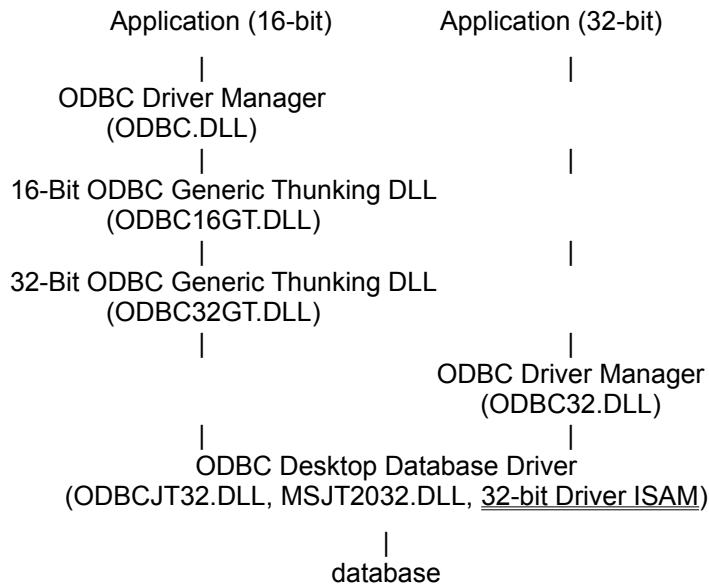 Application (16-bit) Application (32-bit)
| |
ODBC Driver Manager
(ODBC.DLL)
| |
16-Bit ODBC Generic Thunking DLL
(ODBC16GT.DLL)
| |
32-Bit ODBC Generic Thunking DLL
(ODBC32GT.DLL)
| |
ODBC Driver Manager
(ODBC32.DLL)
| |
ODBC Desktop Database Driver
(ODBCJT32.DLL, MSJT2032.DLL, 32-bit Driver ISAM)
|
database